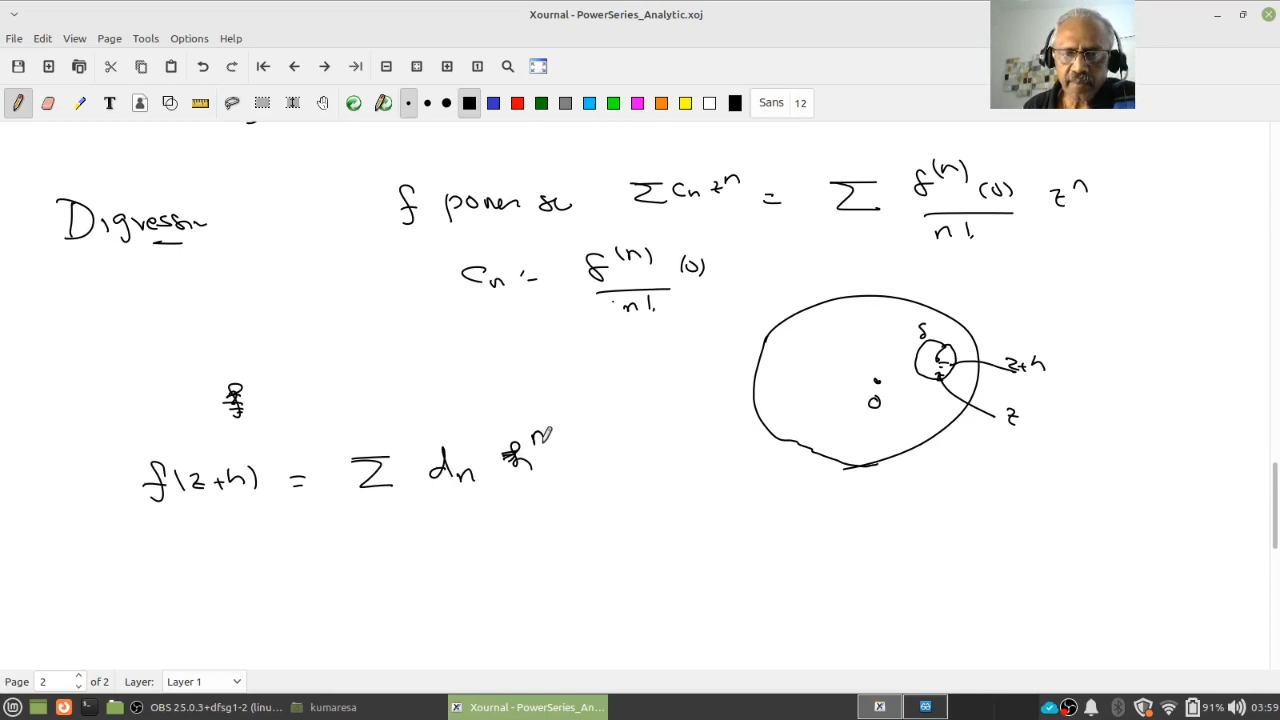 Xournal - PowerSeries_Analytic.xoj
File Edit View Page Tools Options Help
Sans 12
Digression f power se Σ cn z^n = Σ f^(n) (0) / n! z^n
cn = f^(n) (0) / n!
δ
z+h
0
z
f(z+h) = Σ dn h^n
Page 2 of 2 Layer: Layer 1
OBS 25.0.3+dfsg1-2 (linu... kumaresa Xournal - PowerSeries_An... 91% 03:59